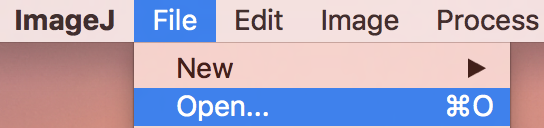 ImageJ File Edit Image Process
New ▶
Open... ⌘O